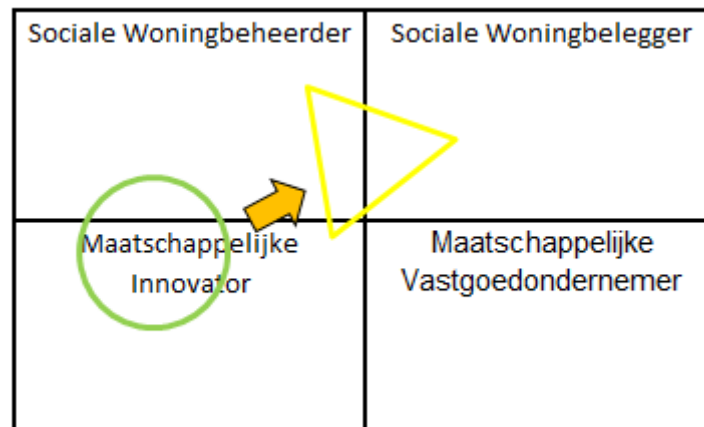 Sociale Woningbeheerder
Sociale Woningbelegger
Maatschappelijke
Innovator
Maatschappelijke
Vastgoedondernemer